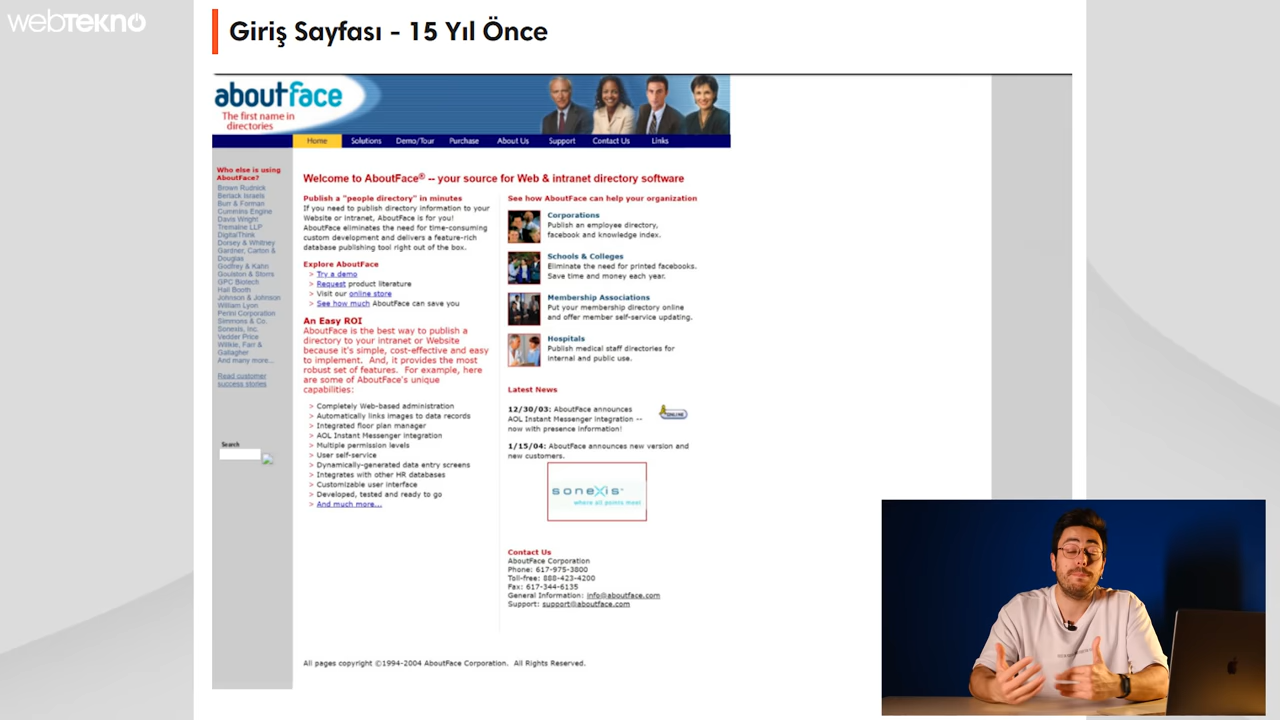 webtekno
Giriş Sayfası - 15 Yıl Önce
aboutface
The first name in
directories
Home Solutions Demo/Tour Purchase About Us Support Contact Us Links
Who else is using
AboutFace?
Brown Rudnick
Berlack Israels
Burr & Forman
Cummins Engine
Davis Wright
Tremaine LLP
DigitalThink
Dorsey & Whitney
Gardner, Carton &
Douglas
Godfrey & Kahn
Goulston & Storrs
GPC Biotech
Hall Booth
Johnson & Johnson
William Lyon
Perini Corporation
Simmons & Co.
Sonexis, Inc.
Vedder Price
Willkie, Farr &
Gallagher
And many more...
Read customer
success stories
Search
Welcome to AboutFace® -- your source for Web & intranet directory software
Publish a "people directory" in minutes
If you need to publish directory information to your
Website or intranet, AboutFace is for you!
AboutFace eliminates the need for time-consuming
custom development and delivers a feature-rich
database publishing tool right out of the box.
Explore AboutFace
> Try a demo
> Request product literature
> Visit our online store
> See how much AboutFace can save you
An Easy ROI
AboutFace is the best way to publish a
directory to your intranet or Website
because it's simple, cost-effective and easy
to implement. And, it provides the most
robust set of features. For example, here
are some of AboutFace's unique
capabilities:
> Completely Web-based administration
> Automatically links images to data records
> Integrated floor plan manager
> AOL Instant Messenger integration
> Multiple permission levels
> User self-service
> Dynamically-generated data entry screens
> Integrates with other HR databases
> Customizable user interface
> Developed, tested and ready to go
> And much more...
See how AboutFace can help your organization
Corporations
Publish an employee directory,
facebook and knowledge index.
Schools & Colleges
Eliminate the need for printed facebooks.
Save time and money each year.
Membership Associations
Put your membership directory online
and offer member self-service updating.
Hospitals
Publish medical staff directories for
internal and public use.
Latest News
12/30/03: AboutFace announces
AOL Instant Messenger integration --
now with presence information!
ONLINE
1/15/04: AboutFace announces new version and
new customers.
sonexis
where all points meet
Contact Us
AboutFace Corporation
Phone: 617-975-3800
Toll-free: 888-423-4200
Fax: 617-344-6135
General Information: info@aboutface.com
Support: support@aboutface.com
All pages copyright ©1994-2004 AboutFace Corporation. All Rights Reserved.